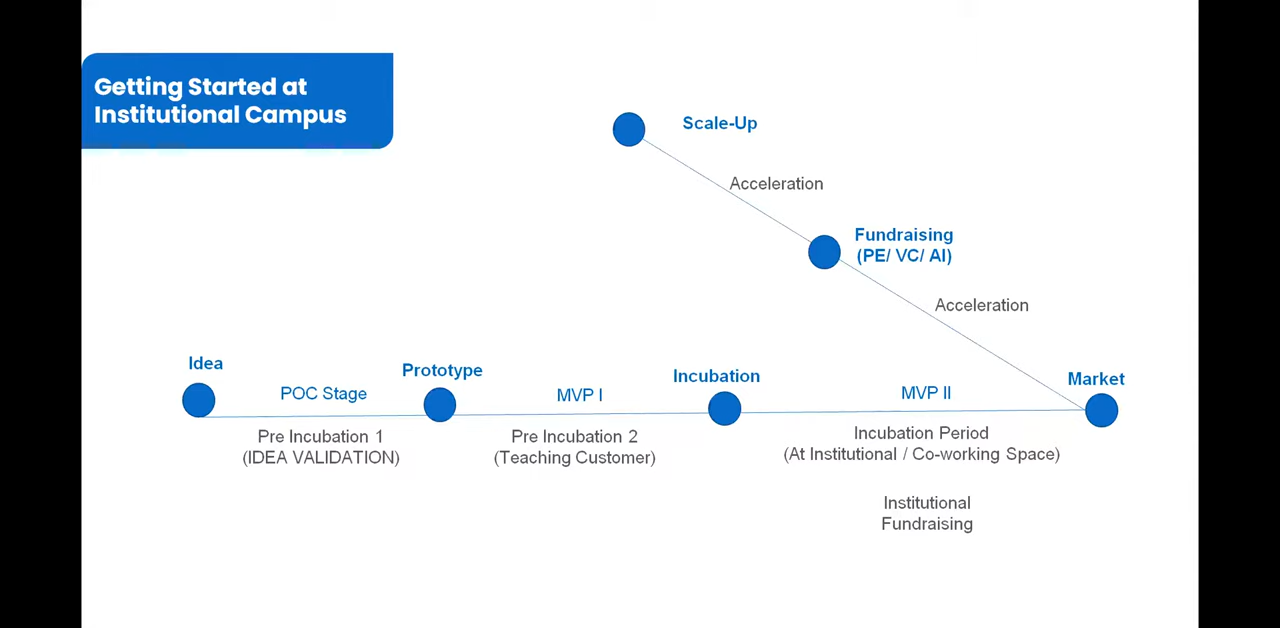 Getting Started at
Institutional Campus
Scale-Up
Acceleration
Fundraising
(PE/ VC/ AI)
Acceleration
Idea
POC Stage
Prototype
MVP I
Incubation
MVP II
Market
Pre Incubation 1
(IDEA VALIDATION)
Pre Incubation 2
(Teaching Customer)
Incubation Period
(At Institutional / Co-working Space)
Institutional
Fundraising